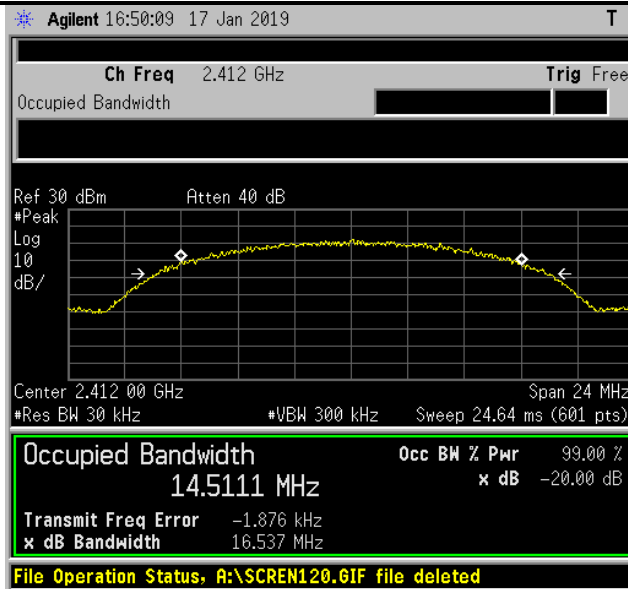 Agilent 16:50:09 17 Jan 2019 T
Ch Freq 2.412 GHz Trig Free
Occupied Bandwidth
Ref 30 dBm Atten 40 dB
#Peak
Log
10
dB/
Center 2.412 00 GHz Span 24 MHz
#Res BW 30 kHz #VBW 300 kHz Sweep 24.64 ms (601 pts)
Occupied Bandwidth Occ BW % Pwr 99.00 %
14.5111 MHz x dB -20.00 dB
Transmit Freq Error -1.876 kHz
x dB Bandwidth 16.537 MHz
File Operation Status, A:\SCREN120.GIF file deleted